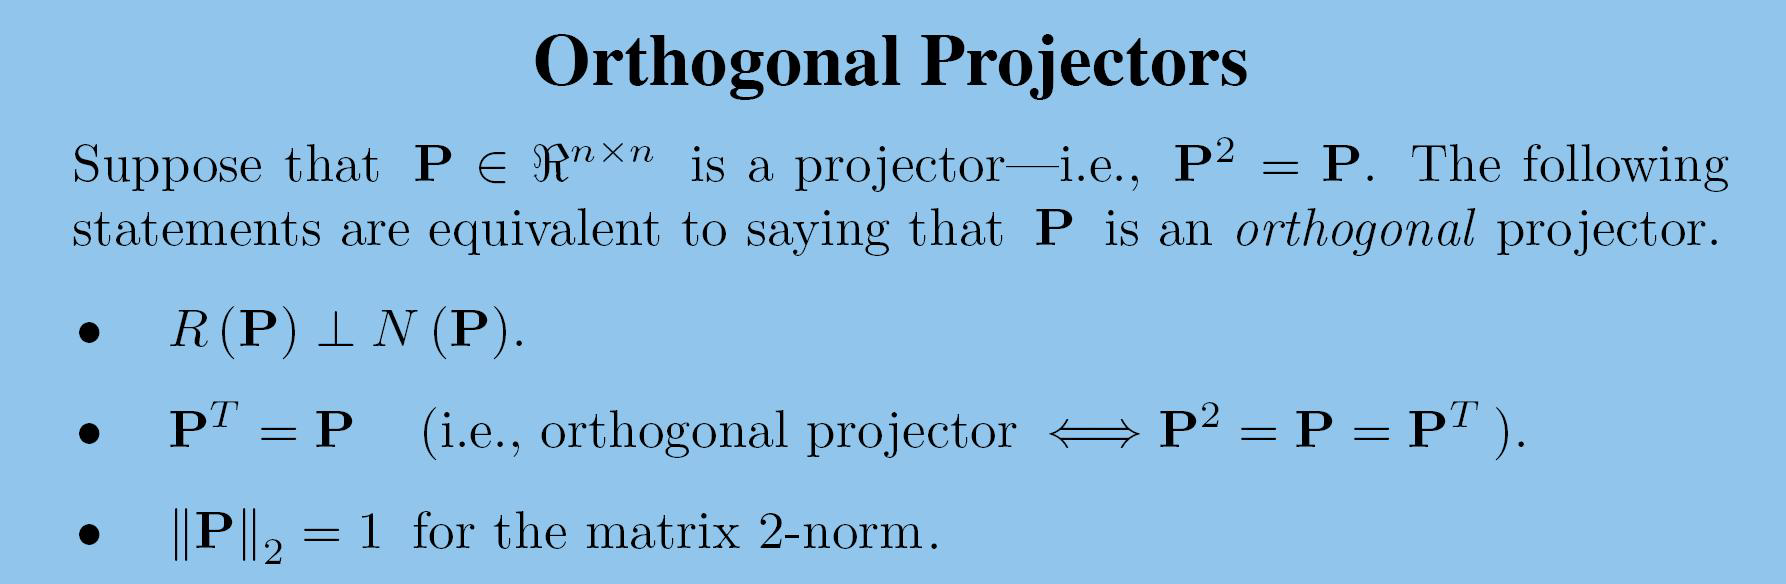 Orthogonal Projectors
Suppose that P ∈ ℜ^{n×n} is a projector—i.e., P² = P. The following
statements are equivalent to saying that P is an orthogonal projector.
• R (P) ⊥ N (P).
• P^T = P (i.e., orthogonal projector ⟺ P² = P = P^T ).
• ‖P‖₂ = 1 for the matrix 2-norm.